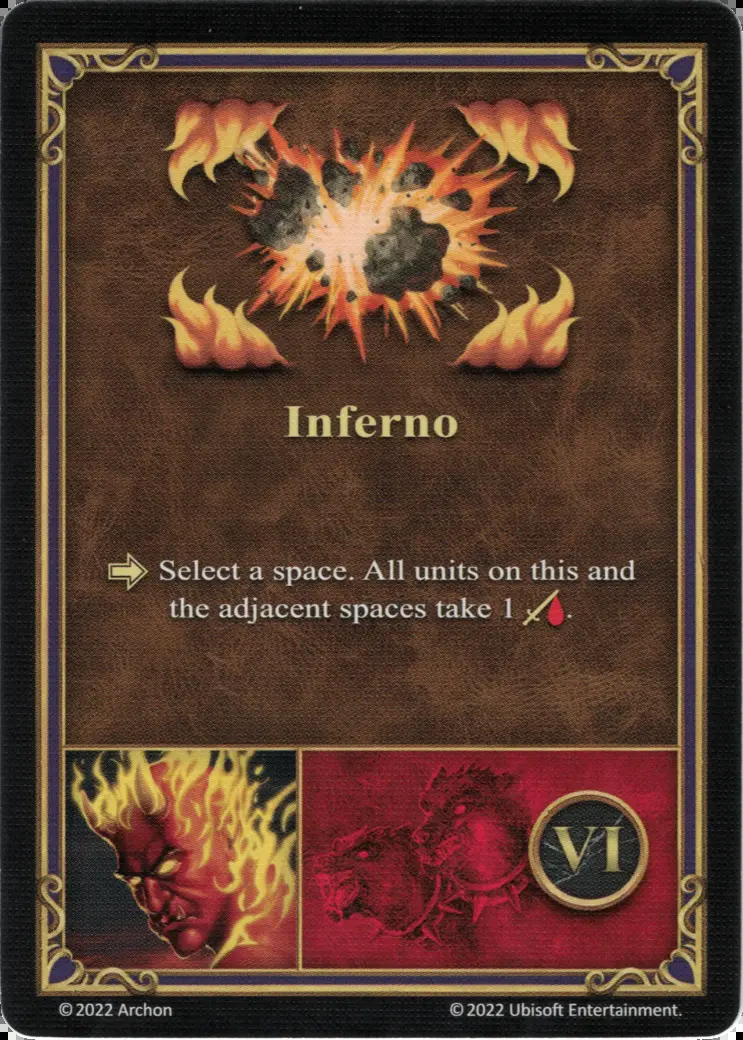 Inferno
Select a space. All units on this and
the adjacent spaces take 1 .
VI
© 2022 Archon
© 2022 Ubisoft Entertainment.